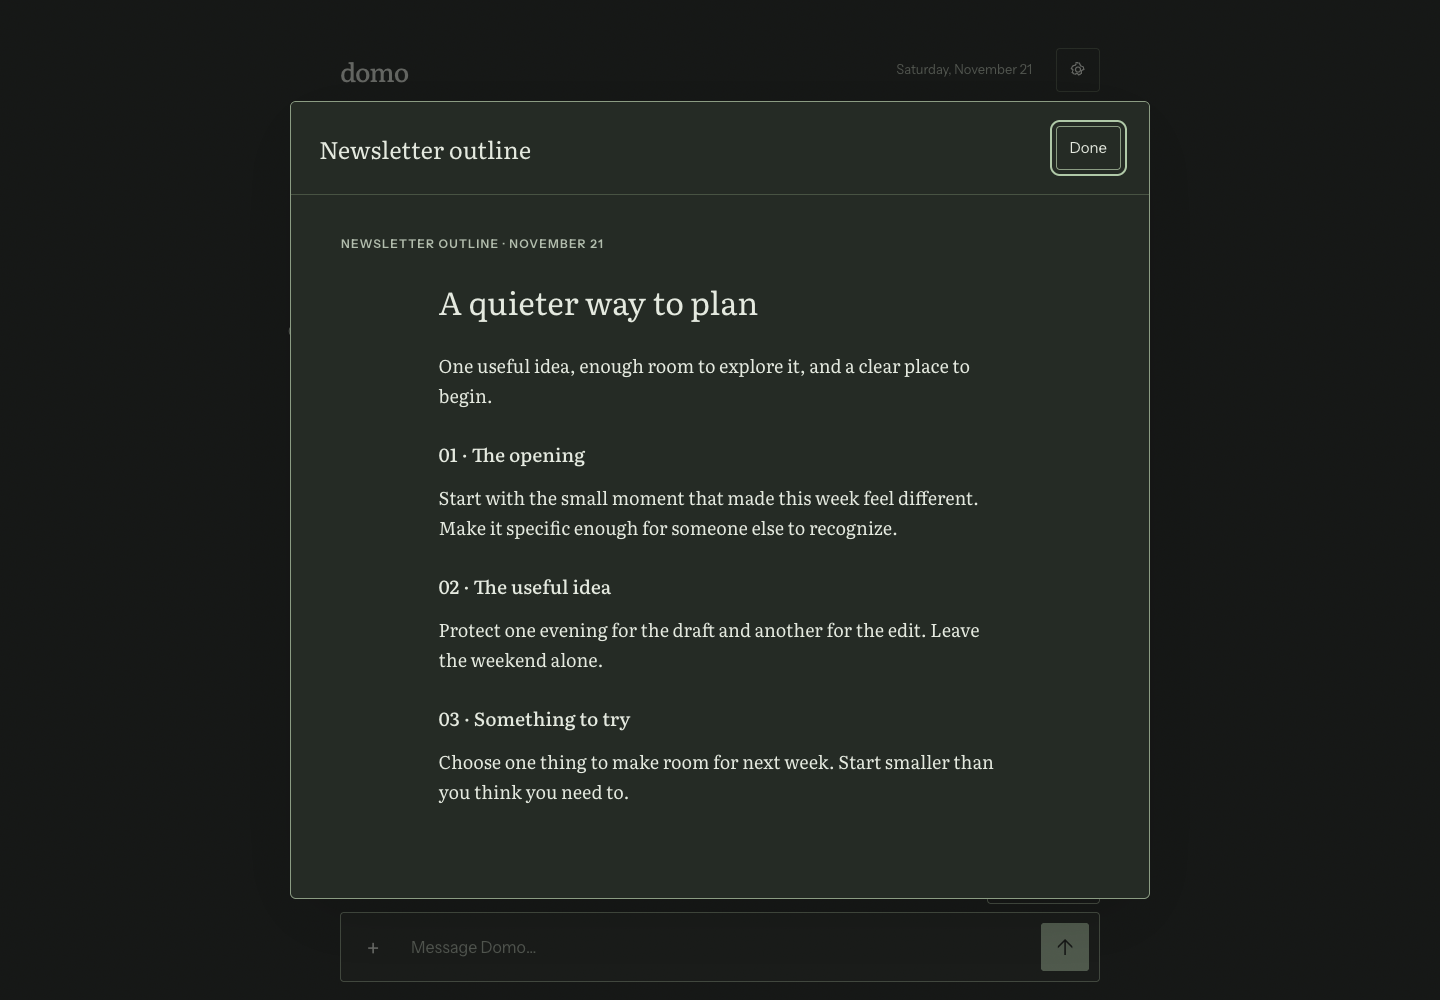 domo
Saturday, November 21
Newsletter outline
Done
NEWSLETTER OUTLINE · NOVEMBER 21
A quieter way to plan
One useful idea, enough room to explore it, and a clear place to
begin.
01 · The opening
Start with the small moment that made this week feel different.
Make it specific enough for someone else to recognize.
02 · The useful idea
Protect one evening for the draft and another for the edit. Leave
the weekend alone.
03 · Something to try
Choose one thing to make room for next week. Start smaller than
you think you need to.
Message Domo...